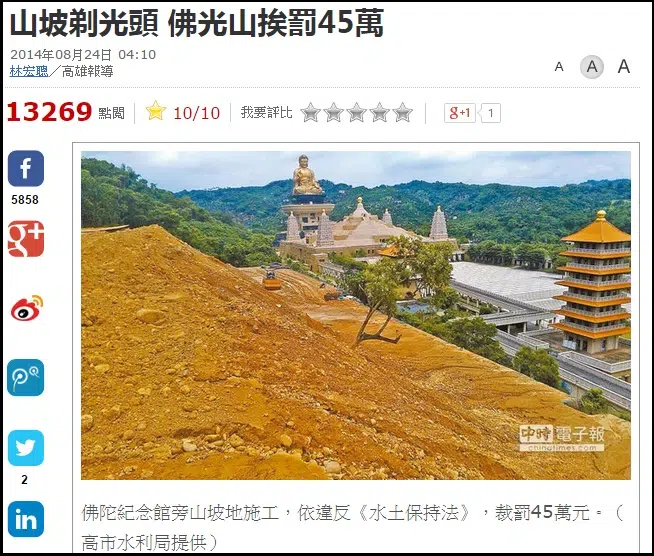 山坡剃光頭 佛光山挨罰45萬
2014年08月24日 04:10
林宏聰／高雄報導
A A A
13269 點閱 10/10 我要評比 g+1 1
f
5858
g+
2
in
中時電子報
chinatimes.com
佛陀紀念館旁山坡地施工，依違反《水土保持法》，裁罰45萬元。（
高市水利局提供）